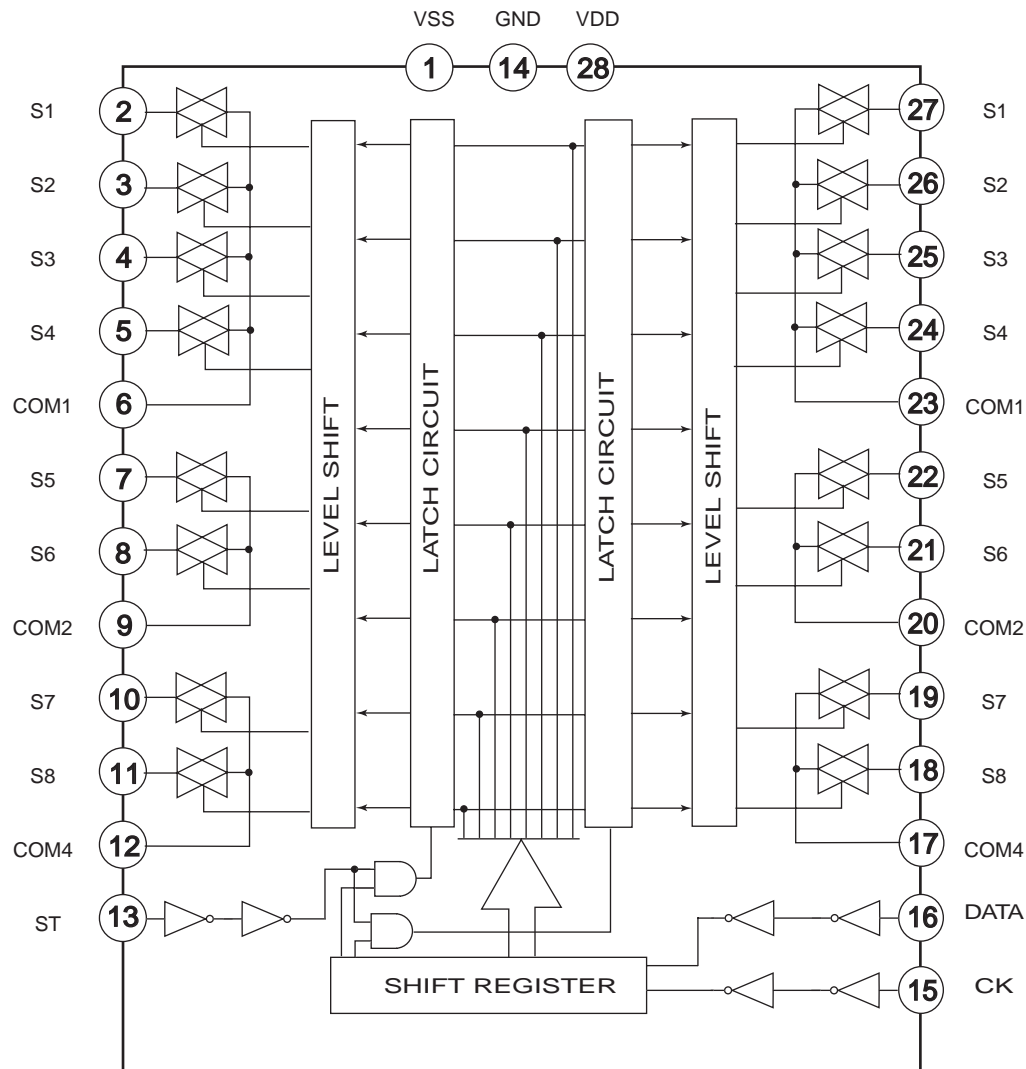 VSS GND VDD
1 14 28
S1 2 27 S1
S2 3 26 S2
S3 4 25 S3
S4 5 24 S4
COM1 6 23 COM1
S5 7 22 S5
S6 8 21 S6
COM2 9 20 COM2
S7 10 19 S7
S8 11 18 S8
COM4 12 17 COM4
ST 13 16 DATA
15 CK
LEVEL SHIFT
LATCH CIRCUIT
LATCH CIRCUIT
LEVEL SHIFT
SHIFT REGISTER